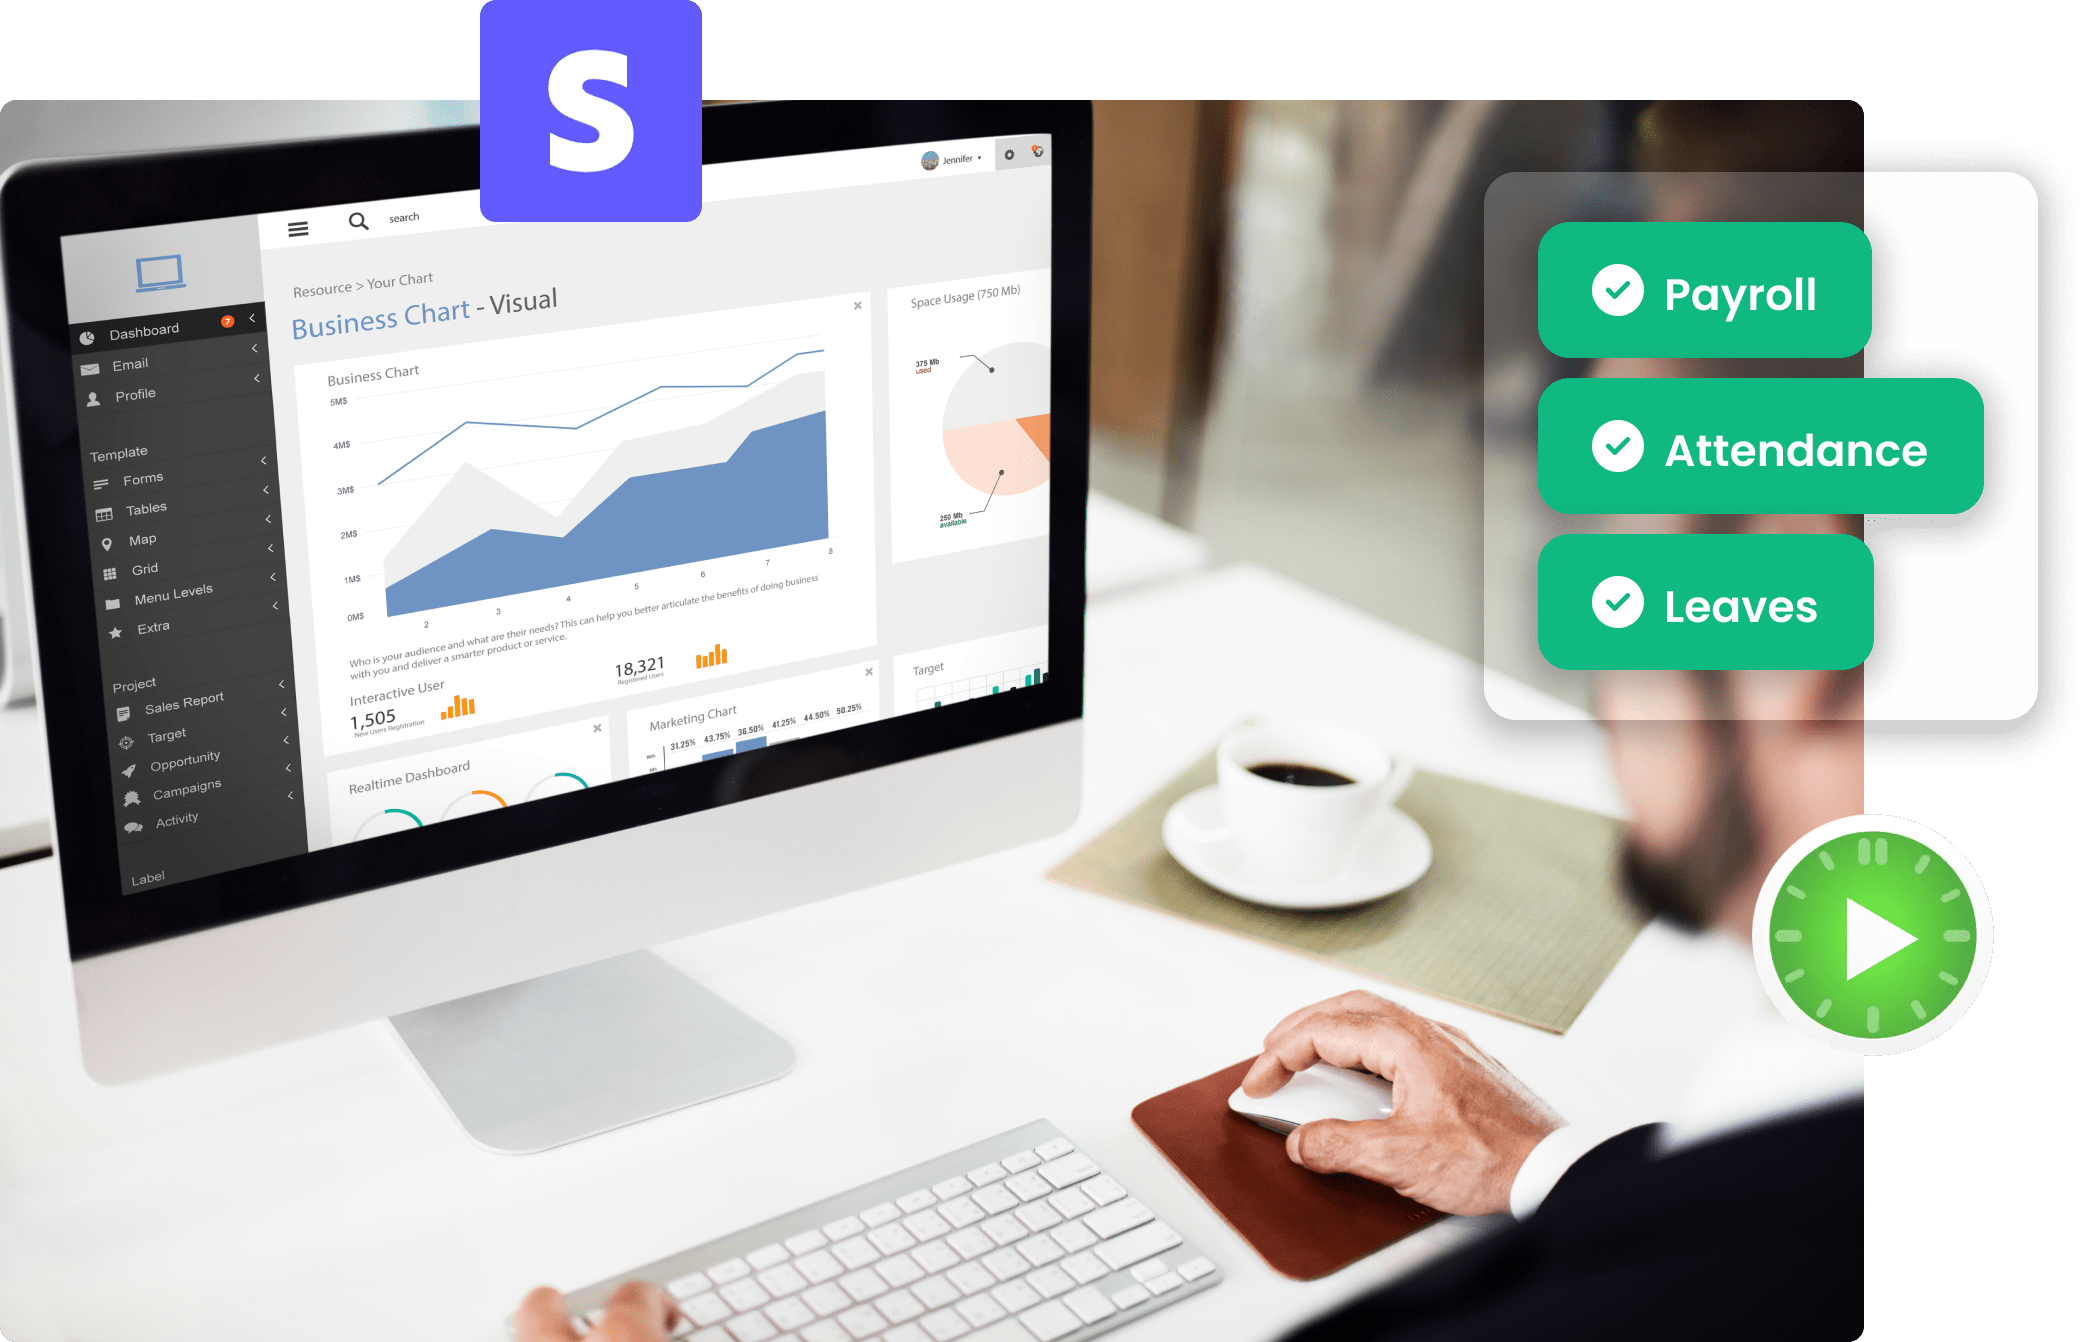 S
Jennifer
search
Resource > Your Chart
Business Chart - Visual
Dashboard 7
Email
Profile
Template
Forms
Tables
Map
Grid
Menu Levels
Extra
Project
Sales Report
Target
Opportunity
Campaigns
Activity
Label
Business Chart
5M$
4M$
3M$
2M$
1M$
0M$
2 3 4 5 6 7 8
Who is your audience and what are their needs? This can help you better articulate the benefits of doing business
with you and deliver a smarter product or service.
Interactive User
1,505
New Users Registration
18,321
Registered Users
Space Usage (750 Mb)
375 Mb
used
250 Mb
available
Realtime Dashboard
Marketing Chart
31.25% 43.75% 36.50% 41.25% 44.50% 50.25%
Target
Payroll
Attendance
Leaves